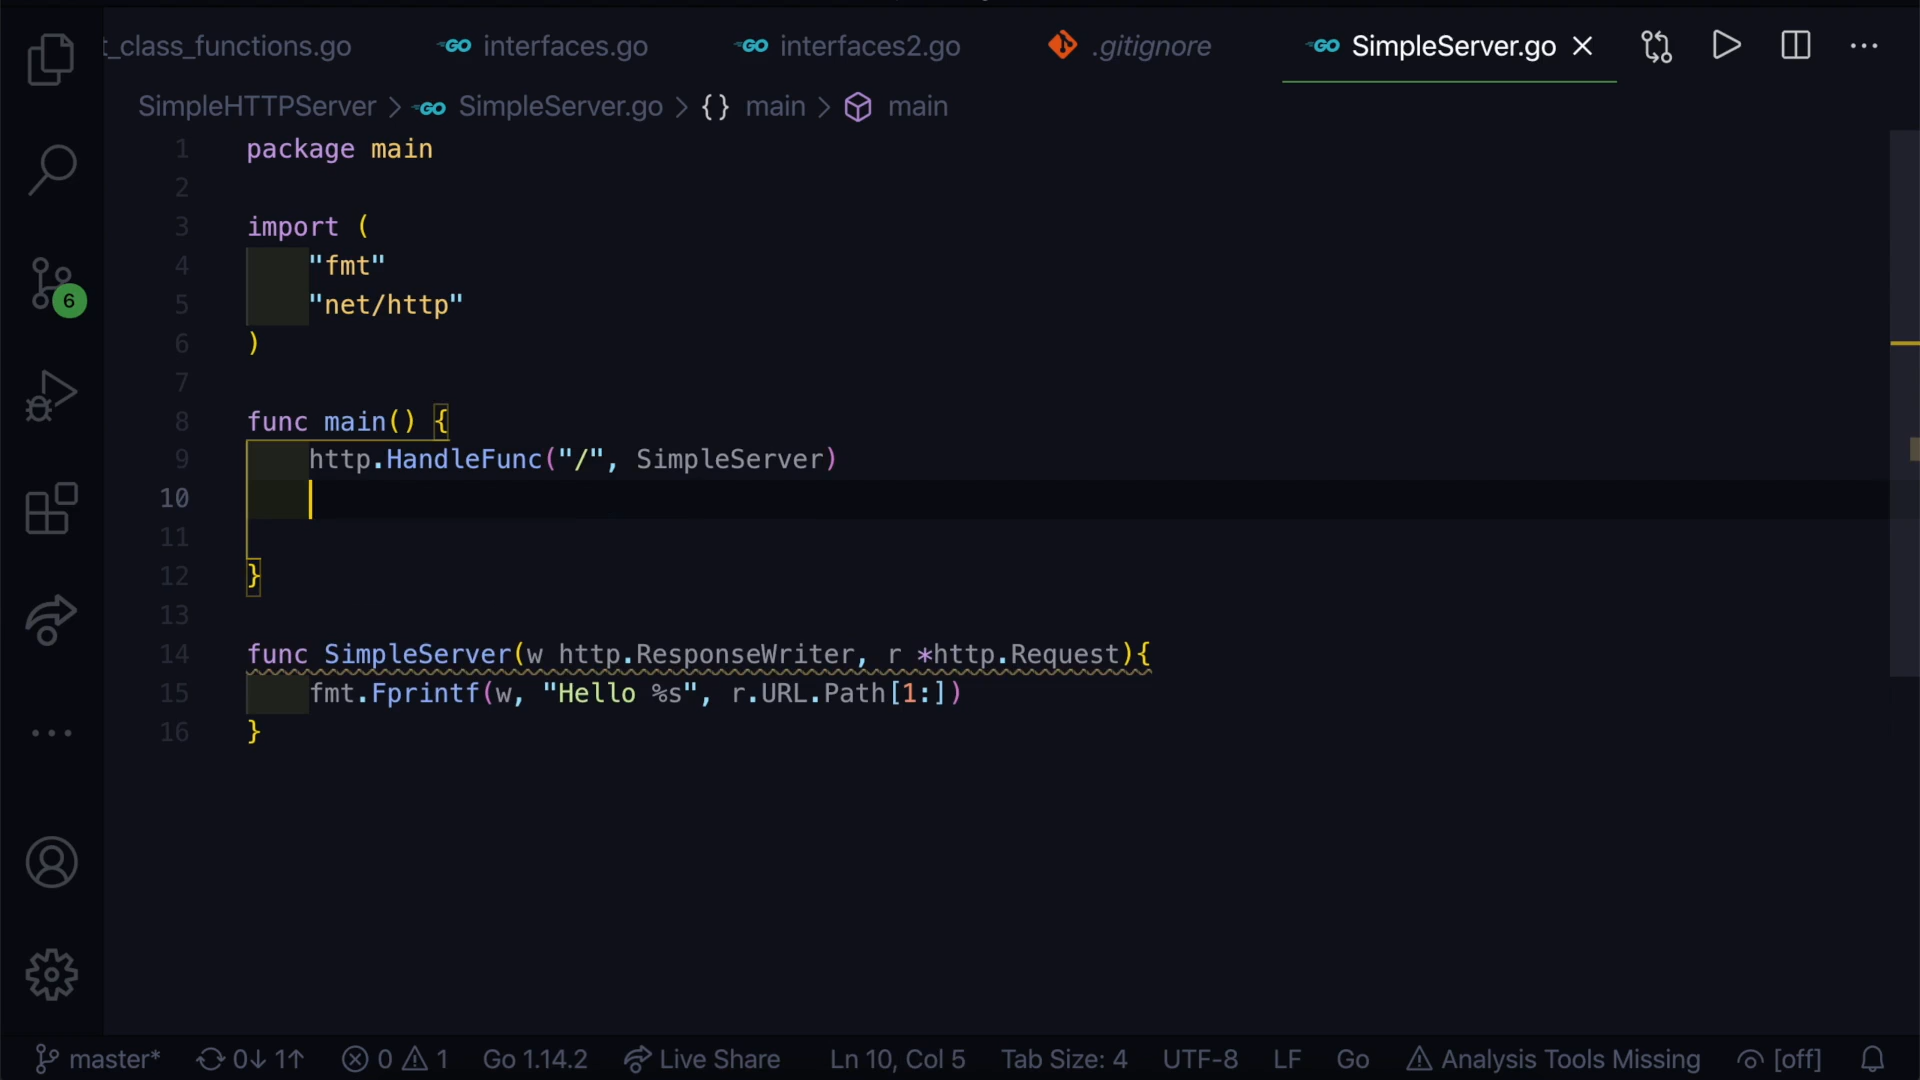 t_class_functions.go GO interfaces.go GO interfaces2.go .gitignore GO SimpleServer.go
SimpleHTTPServer > GO SimpleServer.go > {} main > main
1 package main
2
3 import (
4 "fmt"
5 "net/http"
6 )
7
8 func main() {
9 http.HandleFunc("/", SimpleServer)
10
11
12 }
13
14 func SimpleServer(w http.ResponseWriter, r *http.Request){
15 fmt.Fprintf(w, "Hello %s", r.URL.Path[1:])
16 }
6
master* 0↓ 1↑ 0 1 Go 1.14.2 Live Share Ln 10, Col 5 Tab Size: 4 UTF-8 LF Go Analysis Tools Missing [off]